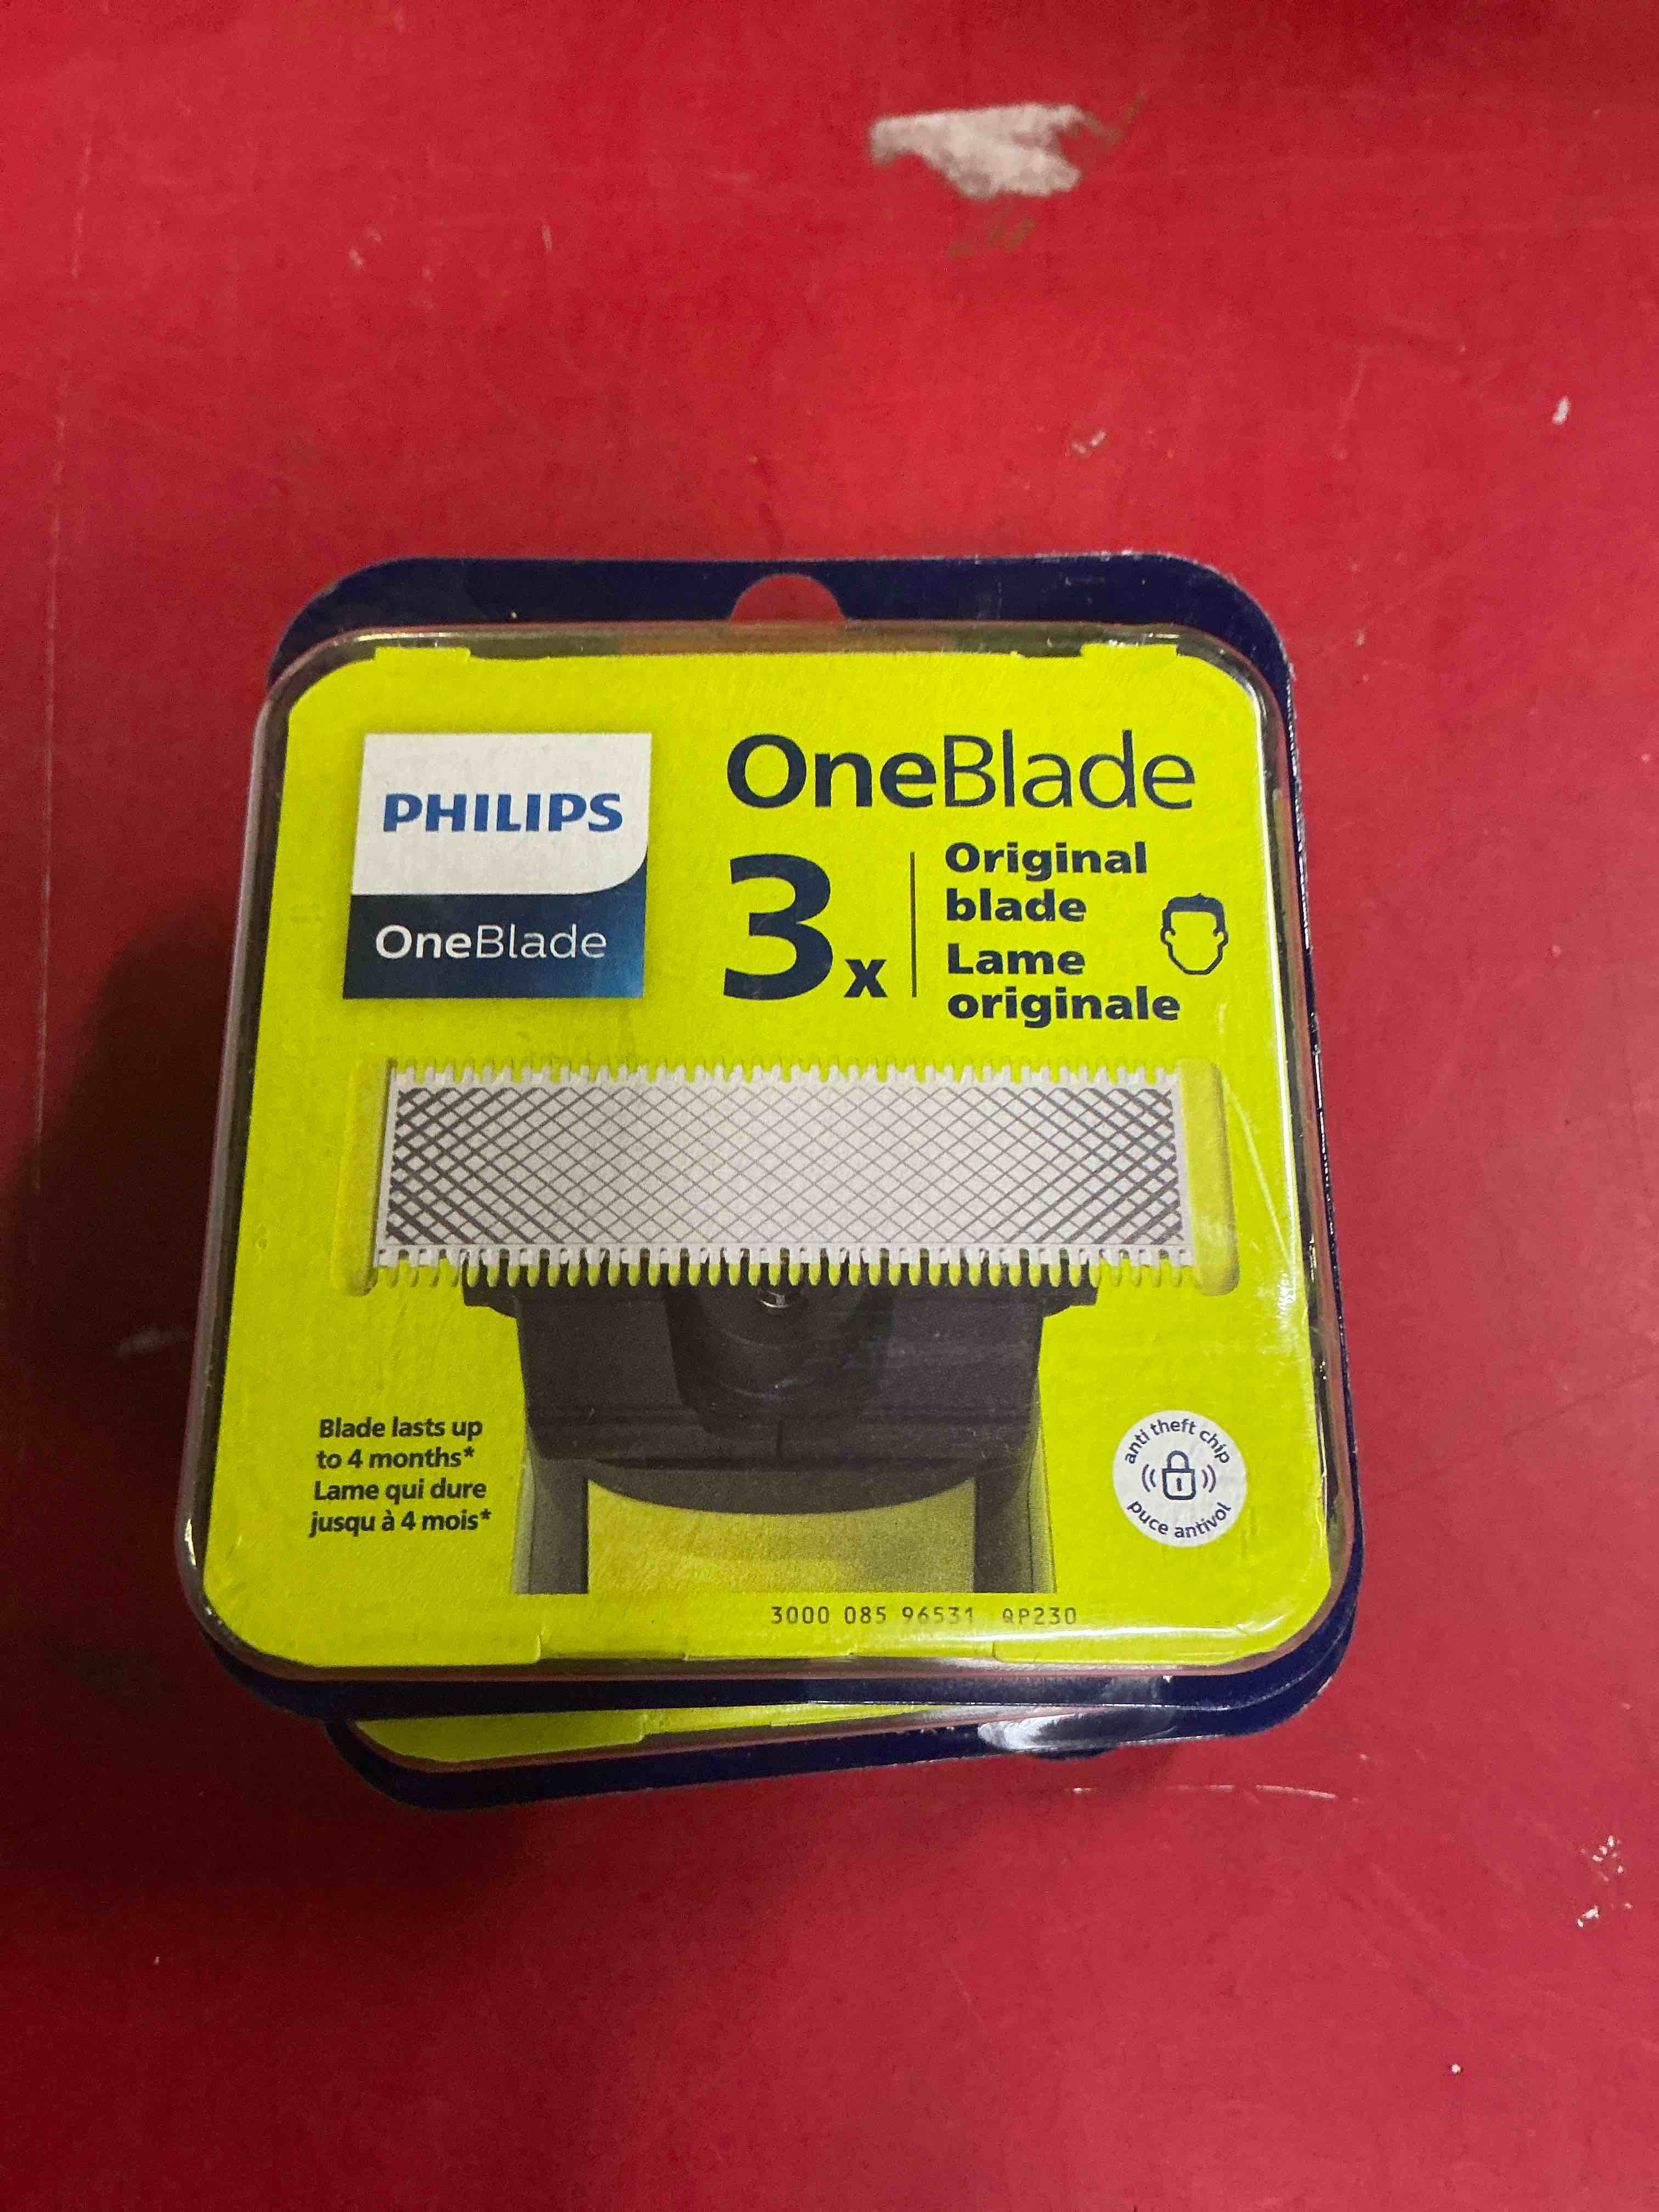 PHILIPS
OneBlade
OneBlade
3x
Original
blade
Lame
originale
Blade lasts up
to 4 months*
Lame qui dure
jusqu à 4 mois*
anti theft chip
puce antivol
3000 085 96531 QP230